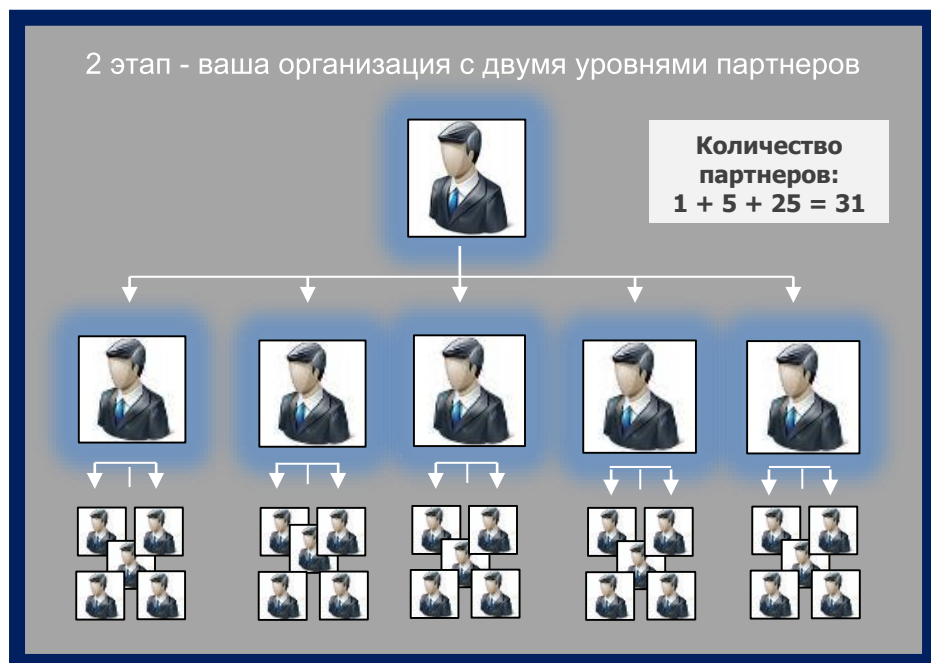 2 этап - ваша организация с двумя уровнями партнеров
Количество
партнеров:
1 + 5 + 25 = 31